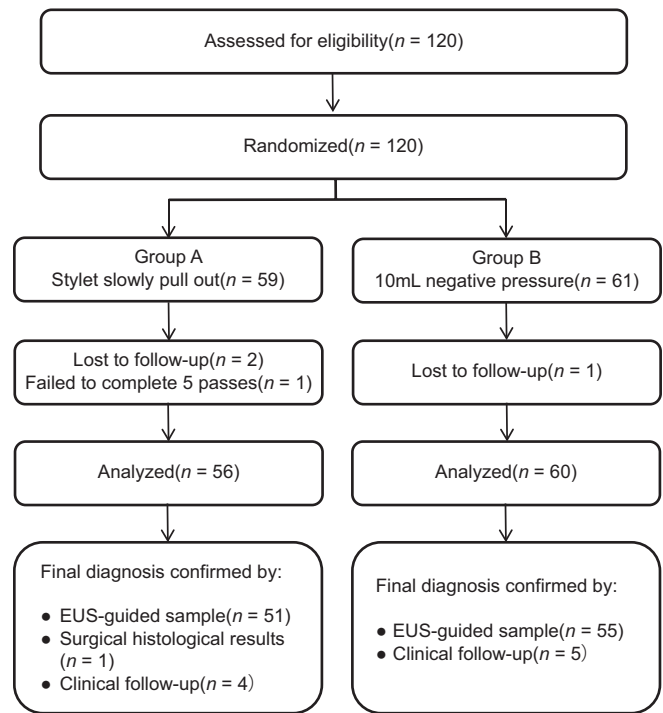 Assessed for eligibility(n = 120)
Randomized(n = 120)
Group A
Stylet slowly pull out(n = 59)
Group B
10mL negative pressure(n = 61)
Lost to follow-up(n = 2)
Failed to complete 5 passes(n = 1)
Lost to follow-up(n = 1)
Analyzed(n = 56)
Analyzed(n = 60)
Final diagnosis confirmed by:
● EUS-guided sample(n = 51)
● Surgical histological results
(n = 1)
● Clinical follow-up(n = 4)
Final diagnosis confirmed by:
● EUS-guided sample(n = 55)
● Clinical follow-up(n = 5)